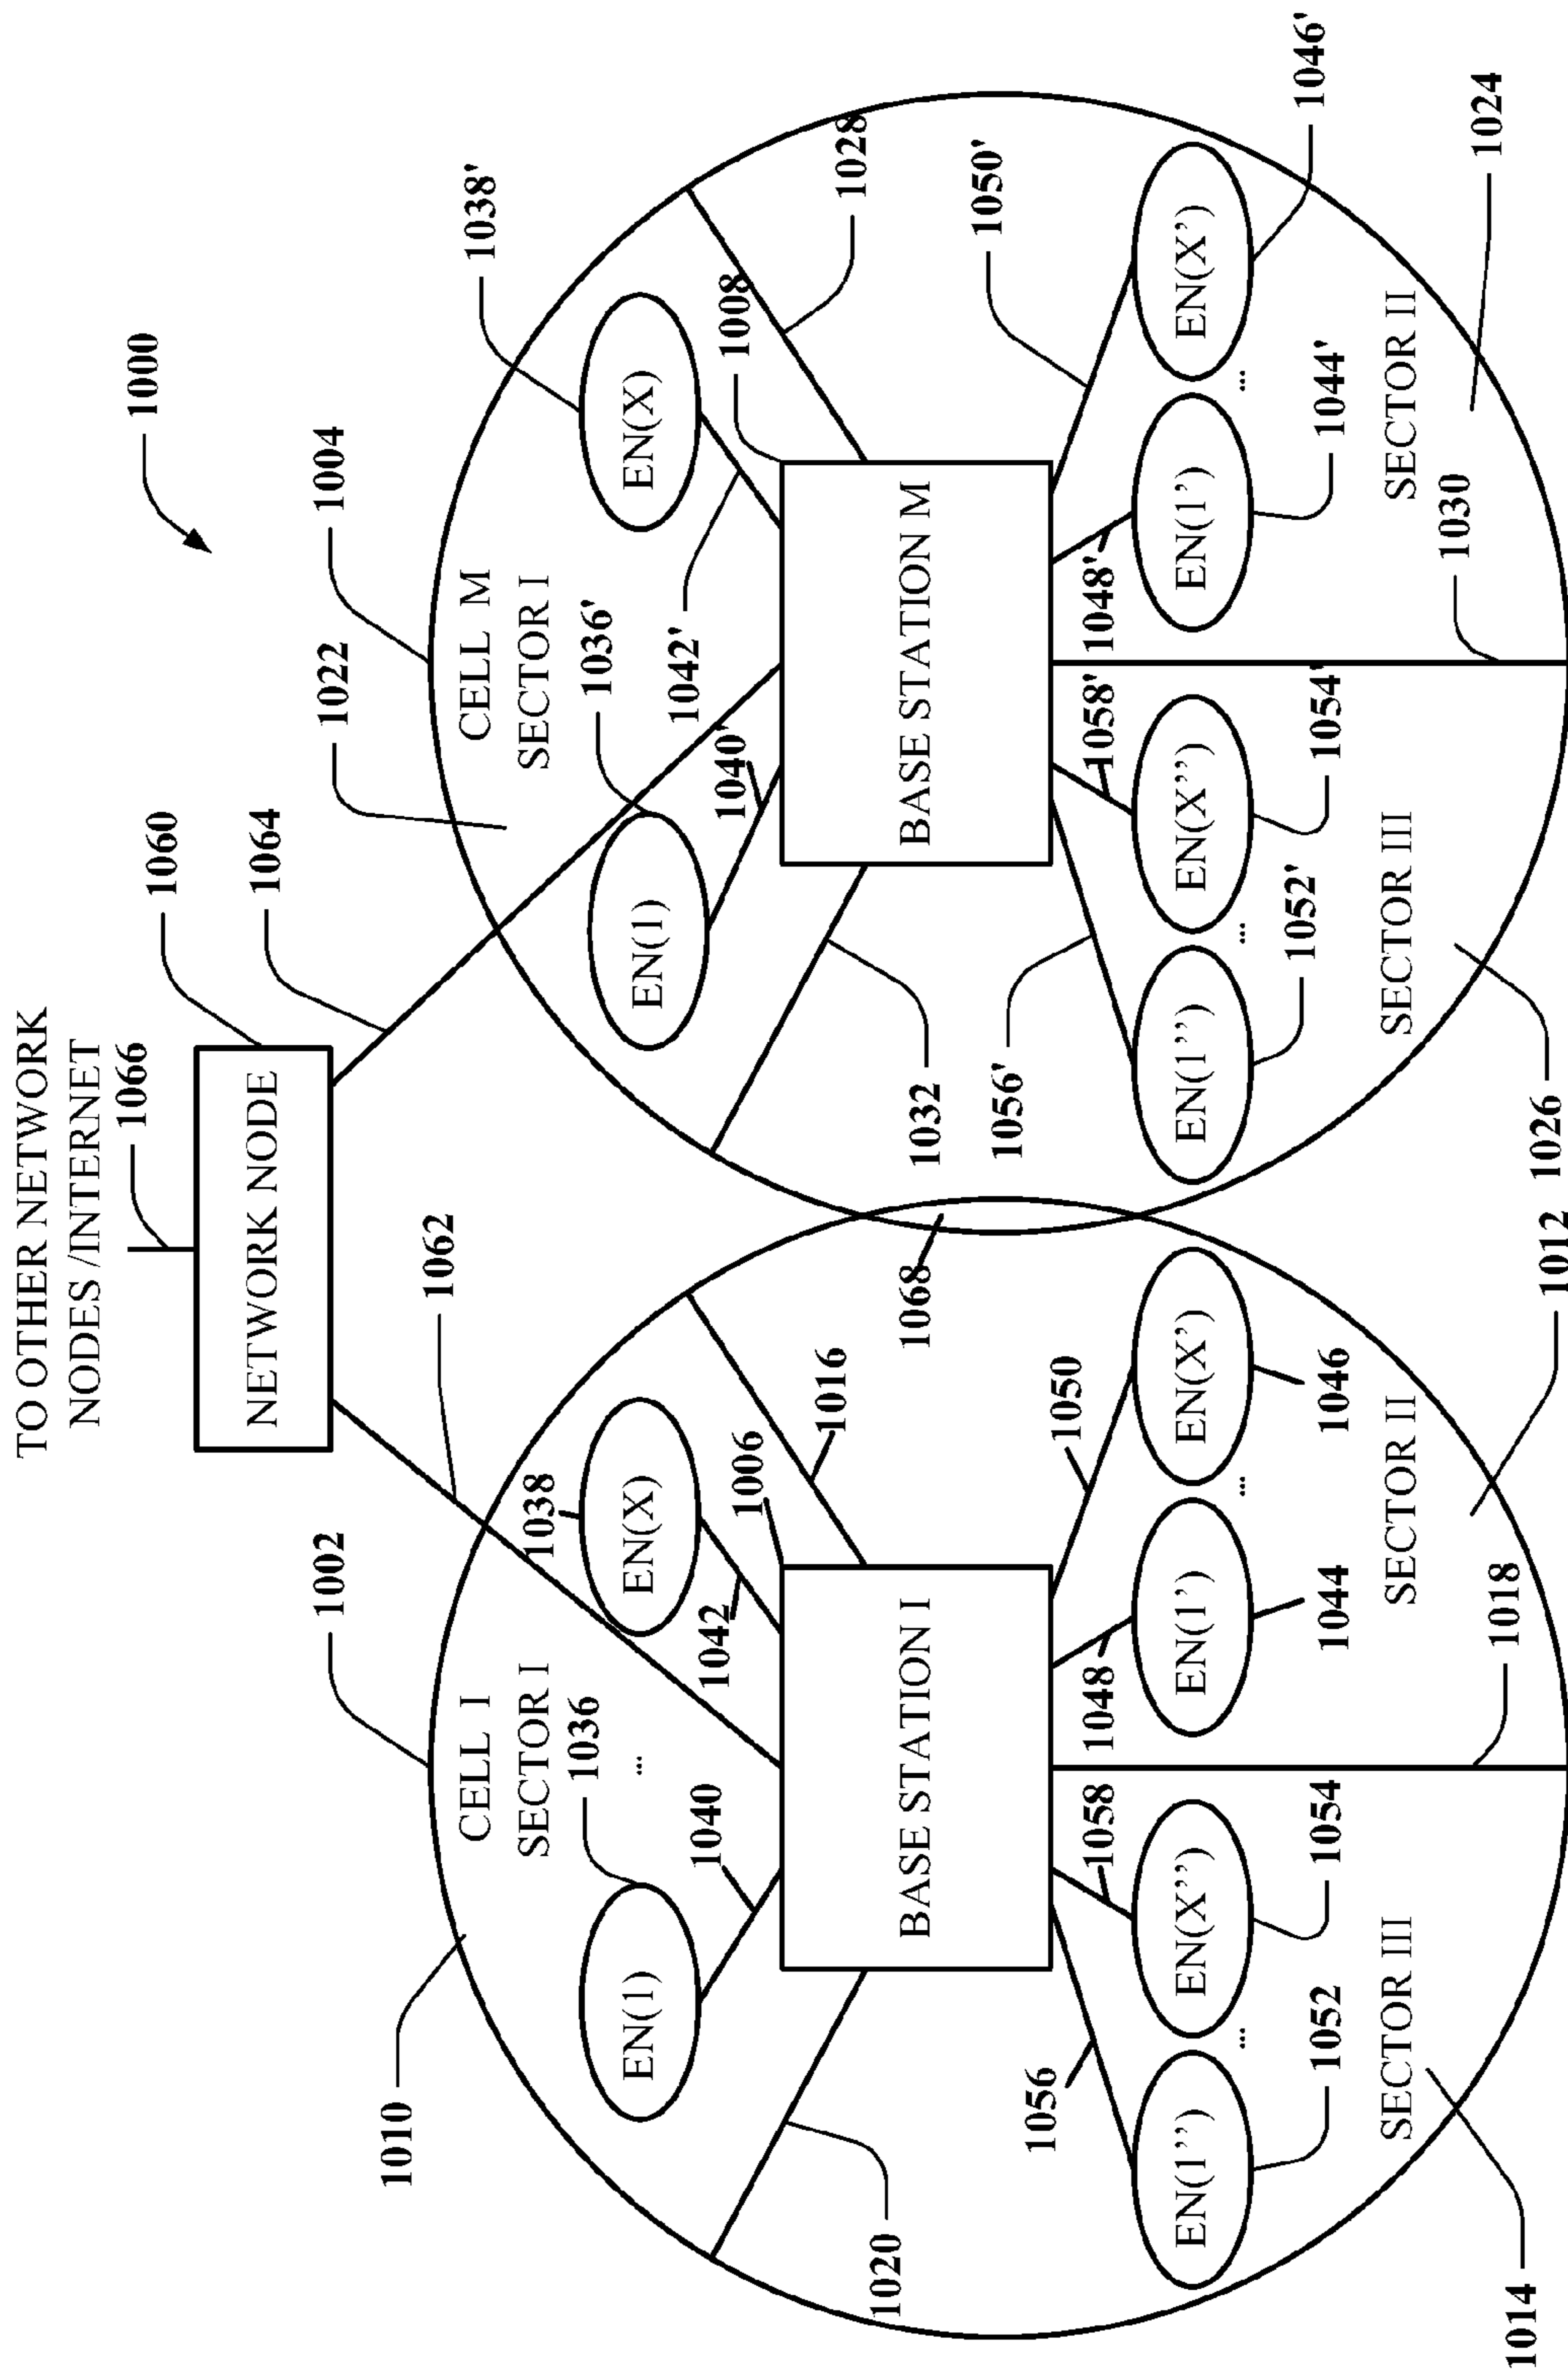 TO OTHER NETWORK
NODES /INTERNET
1066
NETWORK NODE
1060
1000
1062
1064
1002
1004
1010
1022
CELL I
SECTOR I
1036
...
1038
EN(1)
EN(X)
1040
1042
1006
1016
1020
BASE STATION I
1068
1056
1058
1048
1050
EN(1’’)
...
EN(X’’)
EN(1’)
...
EN(X’)
1052
1054
1044
1046
SECTOR III
SECTOR II
1014
1018
1012
CELL M
SECTOR I
1036'
1038'
EN(1)
EN(X)
1040'
1042'
1008
1028
1032
BASE STATION M
1056'
1058'
1048'
1050'
EN(1’’)
...
EN(X’’)
EN(1’)
...
EN(X’)
1052'
1054'
1044'
1046'
SECTOR III
SECTOR II
1026
1030
1024